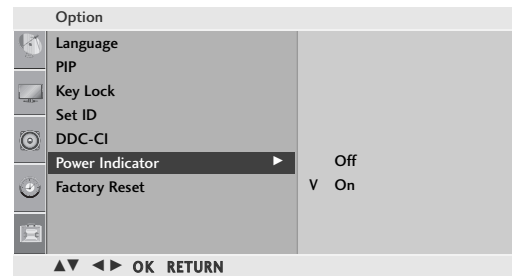 Option
Language
PIP
Key Lock
Set ID
DDC-CI
Power Indicator ► Off
Factory Reset V On
▲▼ ◄► OK RETURN